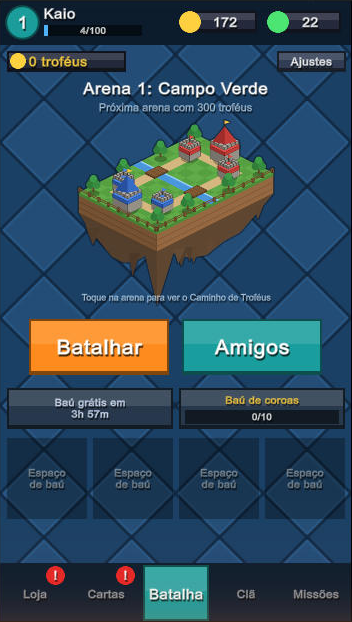 1
Kaio
4/100
172
22
0 troféus
Ajustes
Arena 1: Campo Verde
Próxima arena com 300 troféus
Toque na arena para ver o Caminho de Troféus
Batalhar
Amigos
Baú grátis em
3h 57m
Baú de coroas
0/10
Espaço
de baú
Espaço
de baú
Espaço
de baú
Espaço
de baú
!
!
Loja
Cartas
Batalha
Clã
Missões